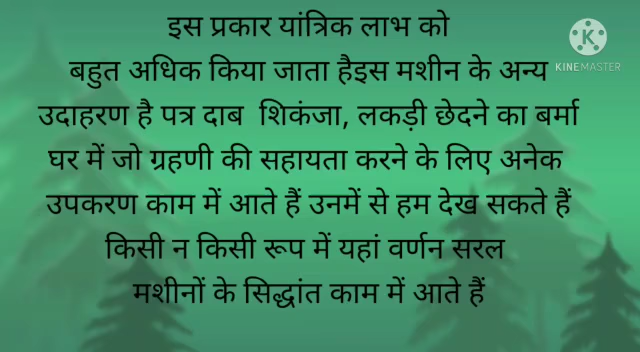 इस प्रकार यांत्रिक लाभ को
बहुत अधिक किया जाता हैइस मशीन के अन्य
उदाहरण है पत्र दाब शिकंजा, लकड़ी छेदने का बर्मा
घर में जो ग्रहणी की सहायता करने के लिए अनेक
उपकरण काम में आते हैं उनमें से हम देख सकते हैं
किसी न किसी रूप में यहां वर्णन सरल
मशीनों के सिद्धांत काम में आते हैं
K
KINEMASTER